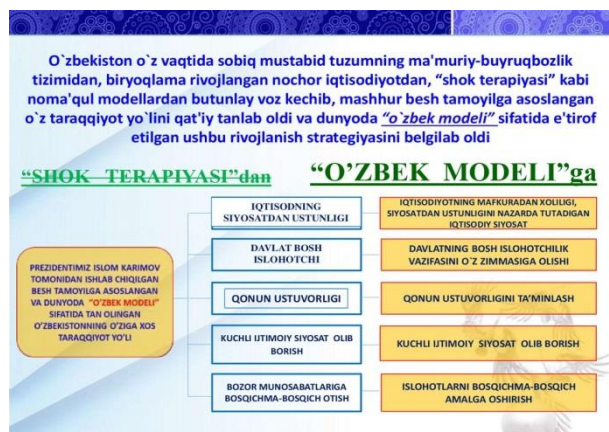 O`zbekiston o`z vaqtida sobiq mustabid tuzumning ma'muriy-buyruqbozlik
tizimidan, biryoqlama rivojlangan nochor iqtisodiyotdan, “shok terapiyasi” kabi
noma'qul modellardan butunlay voz kechib, mashhur besh tamoyilga asoslangan
o`z taraqqiyot yo`lini qat'iy tanlab oldi va dunyoda “o`zbek modeli” sifatida e'tirof
etilgan ushbu rivojlanish strategiyasini belgilab oldi
“SHOK TERAPIYASI”dan
“O’ZBEK MODELI”ga
PREZIDENTIMIZ ISLOM KARIMOV
TOMONIDAN ISHLAB CHIQILGAN
BESH TAMOYILGA ASOSLANGAN
VA DUNYODA “O’ZBEK MODELI”
SIFATIDA TAN OLINGAN
O’ZBEKISTONNING O’ZIGA XOS
TARAQQIYOT YO’LI
IQTISODNING
SIYOSATDAN USTUNLIGI
IQTISODIYOTNING MAFKURADAN XOLILIGI,
SIYOSATDAN USTUNLIGINI NAZARDA TUTADIGAN
IQTISODIY SIYOSAT
DAVLAT BOSH
ISLOHOTCHI
DAVLATNING BOSH ISLOHOTCHILIK
VAZIFASINI O`Z ZIMMASIGA OLISHI
QONUN USTUVORLIGI
QONUN USTUVORLIGINI TA’MINLASH
KUCHLI IJTIMOIY SIYOSAT OLIB
BORISH
KUCHLI IJTIMOIY SIYOSAT OLIB BORISH
BOZOR MUNOSABATLARIGA
BOSQICHMA-BOSQICH OTISH
ISLOHOTLARNI BOSQICHMA-BOSQICH
AMALGA OSHIRISH